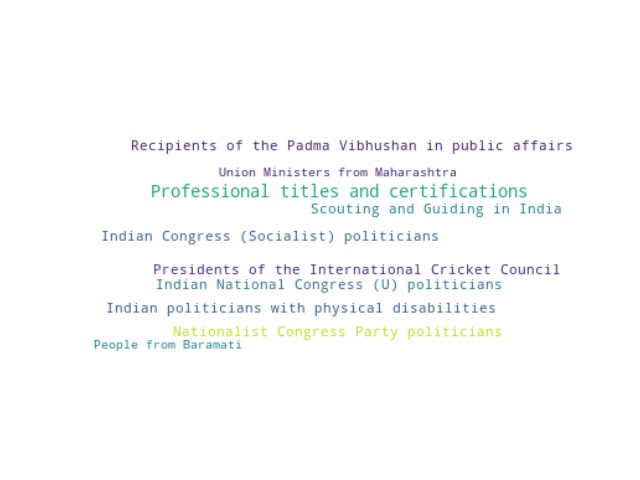 Recipients of the Padma Vibhushan in public affairs
Union Ministers from Maharashtra
Professional titles and certifications
Scouting and Guiding in India
Indian Congress (Socialist) politicians
Presidents of the International Cricket Council
Indian National Congress (U) politicians
Indian politicians with physical disabilities
Nationalist Congress Party politicians
People from Baramati